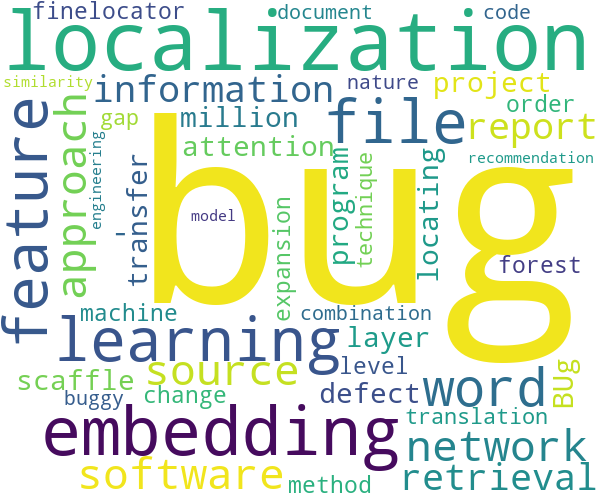 finelocator
document
code
localization
similarity
information
nature
project
feature
approach
gap
million
file
order
report
engineering
attention
recommendation
bug
transfer
-
model
program
technique
locating
expansion
forest
machine
combination
learning
layer
source
level
scaffle
buggy
change
defect
word
BUg
embedding
translation
network
software
method
retrieval